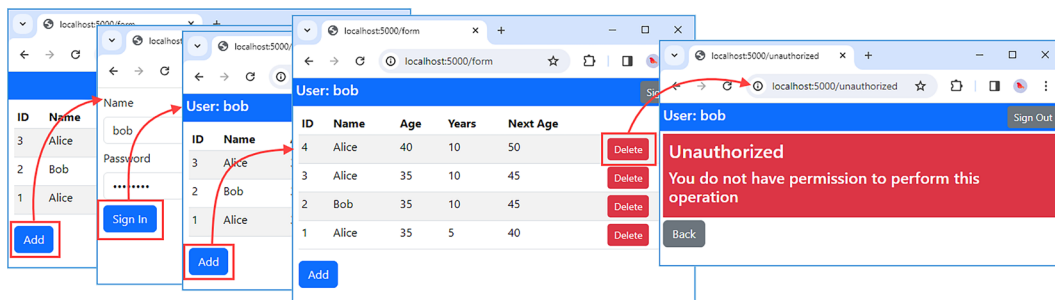 localhost:5000/form
ID Name
3 Alice
2 Bob
1 Alice
Add
localhost
Name
bob
Password
••••••••
Sign In
localhost:5000/
User: bob
ID Name
3 Alice
2 Bob
1 Alice
Add
localhost:5000/form
localhost:5000/form
User: bob
ID Name Age Years Next Age
4 Alice 40 10 50 Delete
3 Alice 35 10 45 Delete
2 Bob 35 10 45 Delete
1 Alice 35 5 40 Delete
Add
localhost:5000/unauthorized
localhost:5000/unauthorized
User: bob Sign Out
Unauthorized
You do not have permission to perform this
operation
Back